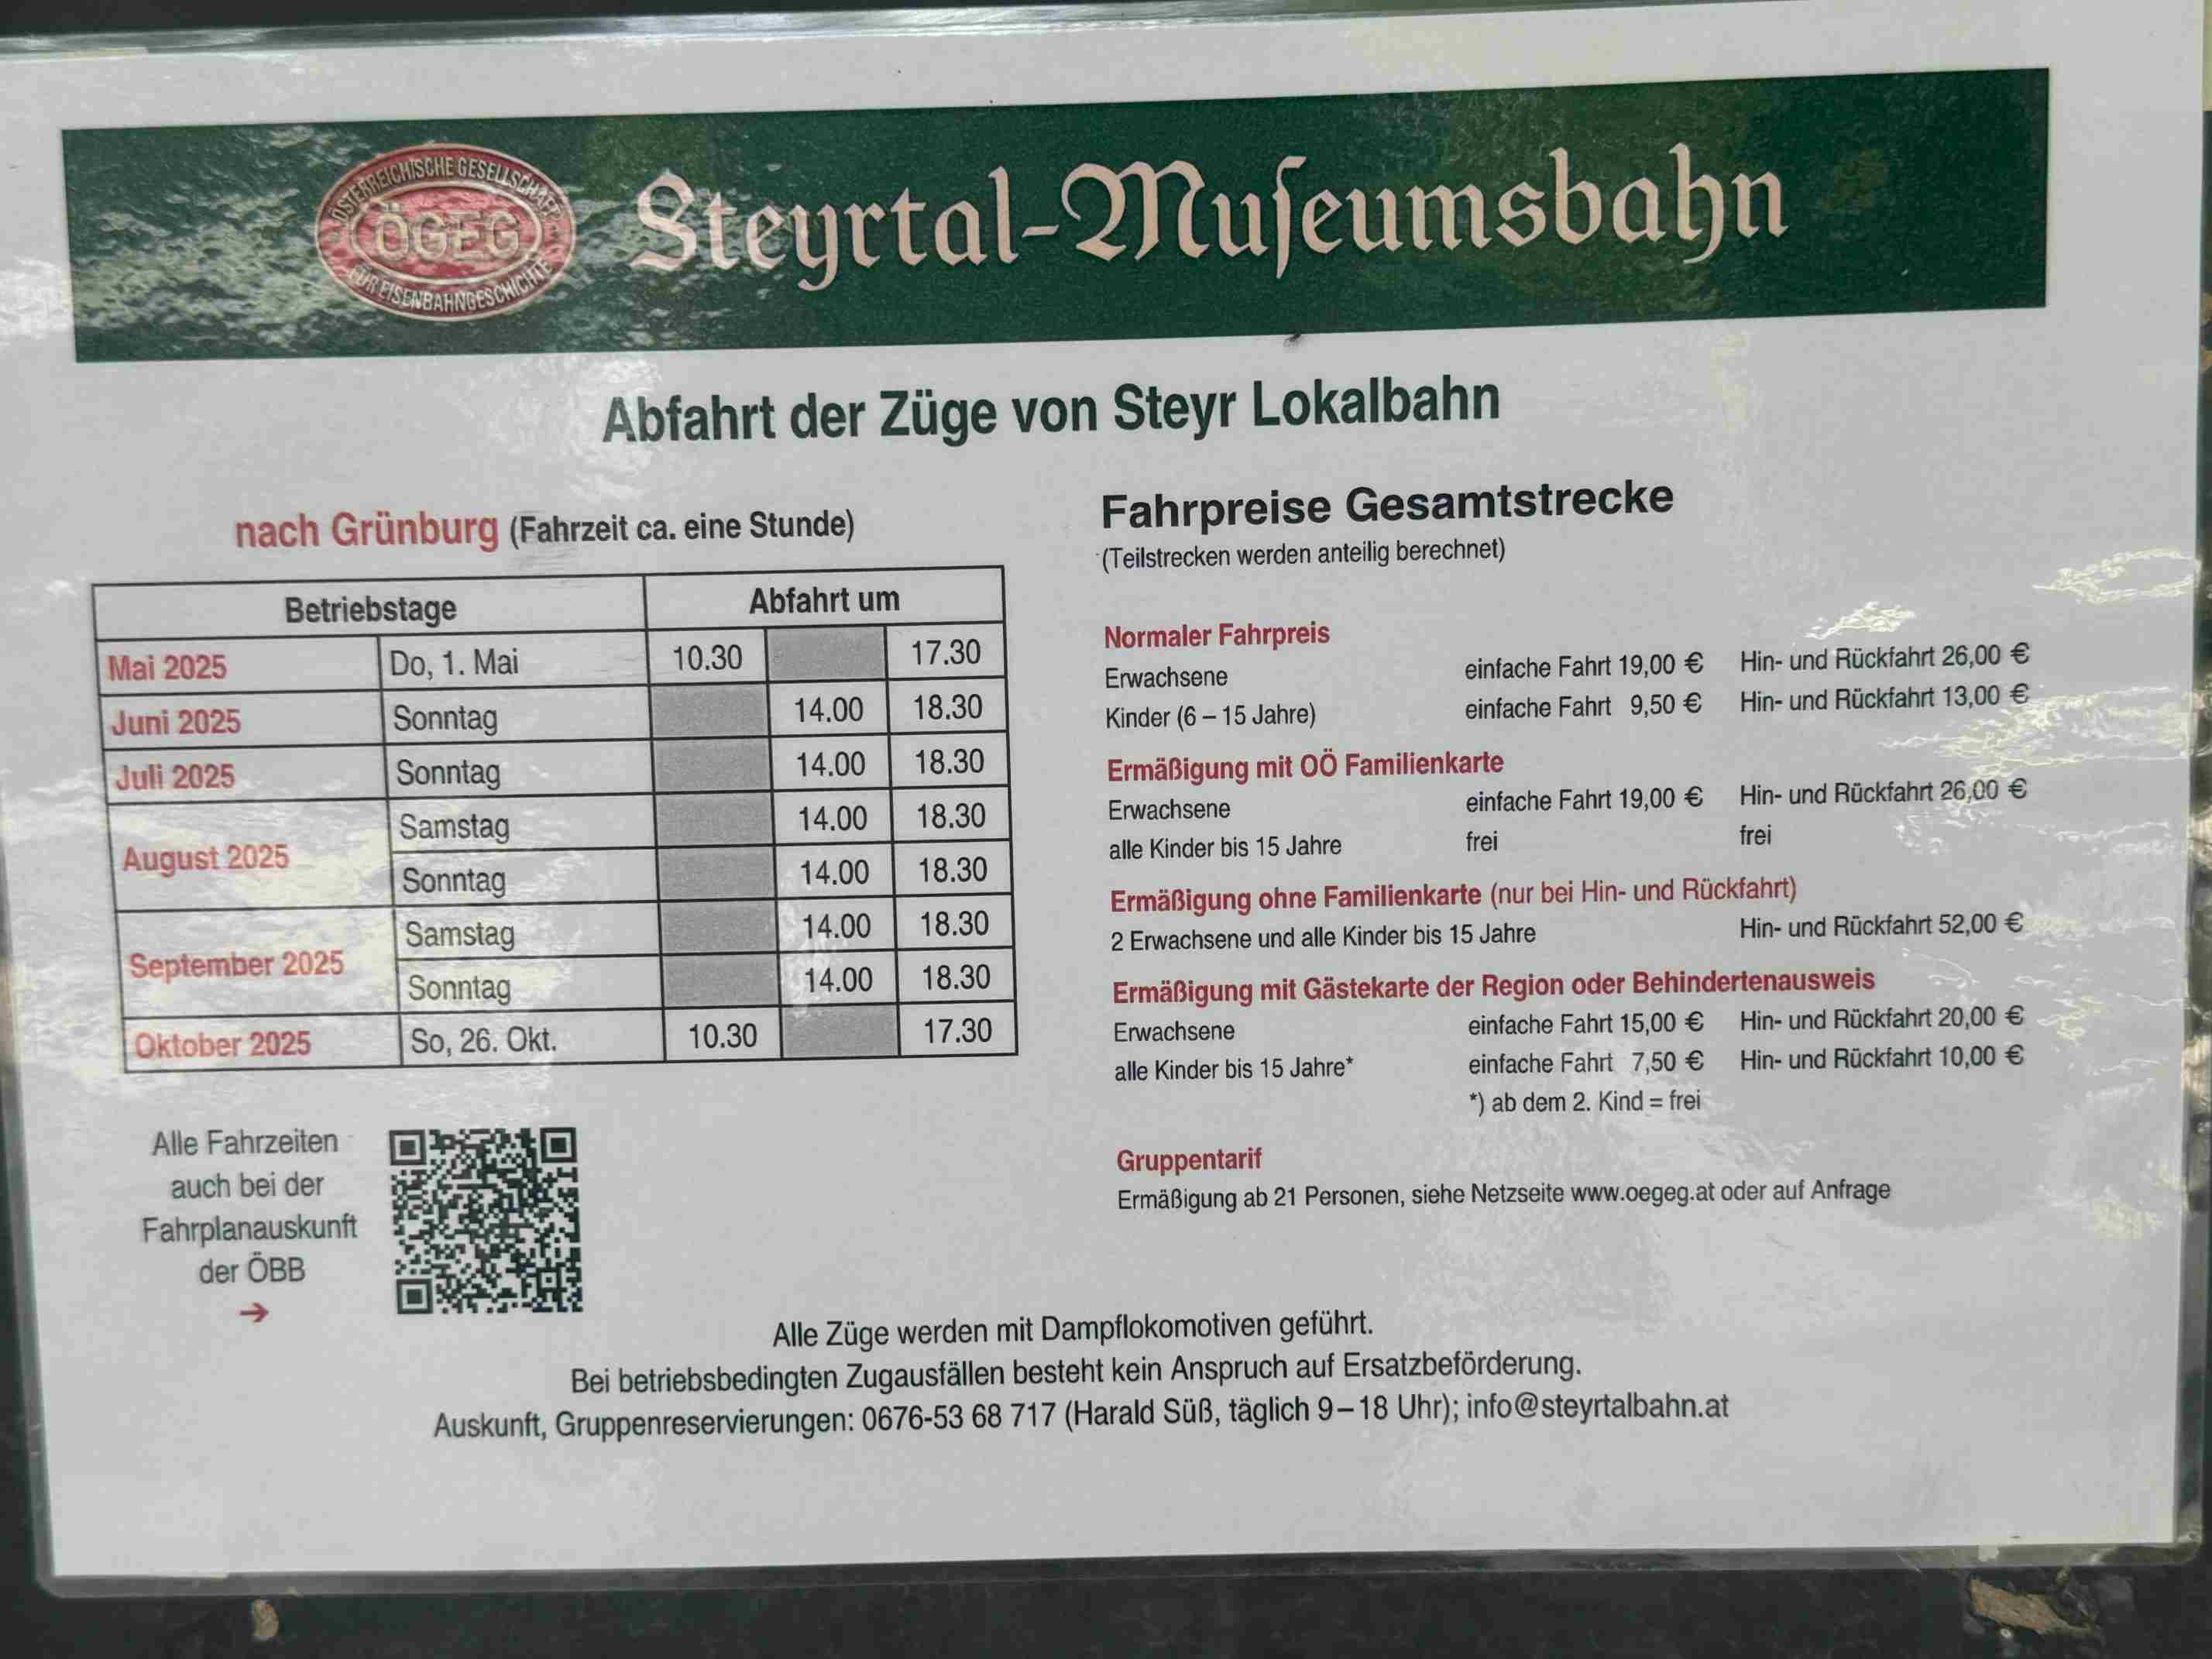 ÖSTERREICHISCHE GESELLSCHAFT
ÖGEG
FÜR EISENBAHNGESCHICHTE
Steyrtal-Muſeumsbahn
Abfahrt der Züge von Steyr Lokalbahn
nach Grünburg (Fahrzeit ca. eine Stunde)
Betriebstage Abfahrt um
Mai 2025 Do, 1. Mai 10.30 17.30
Juni 2025 Sonntag 14.00 18.30
Juli 2025 Sonntag 14.00 18.30
August 2025 Samstag 14.00 18.30
Sonntag 14.00 18.30
September 2025 Samstag 14.00 18.30
Sonntag 14.00 18.30
Oktober 2025 So, 26. Okt. 10.30 17.30
Alle Fahrzeiten
auch bei der
Fahrplanauskunft
der ÖBB
→
Fahrpreise Gesamtstrecke
(Teilstrecken werden anteilig berechnet)
Normaler Fahrpreis
Erwachsene einfache Fahrt 19,00 € Hin- und Rückfahrt 26,00 €
Kinder (6 – 15 Jahre) einfache Fahrt 9,50 € Hin- und Rückfahrt 13,00 €
Ermäßigung mit OÖ Familienkarte
Erwachsene einfache Fahrt 19,00 € Hin- und Rückfahrt 26,00 €
alle Kinder bis 15 Jahre frei frei
Ermäßigung ohne Familienkarte (nur bei Hin- und Rückfahrt)
2 Erwachsene und alle Kinder bis 15 Jahre Hin- und Rückfahrt 52,00 €
Ermäßigung mit Gästekarte der Region oder Behindertenausweis
Erwachsene einfache Fahrt 15,00 € Hin- und Rückfahrt 20,00 €
alle Kinder bis 15 Jahre* einfache Fahrt 7,50 € Hin- und Rückfahrt 10,00 €
*) ab dem 2. Kind = frei
Gruppentarif
Ermäßigung ab 21 Personen, siehe Netzseite www.oegeg.at oder auf Anfrage
Alle Züge werden mit Dampflokomotiven geführt.
Bei betriebsbedingten Zugausfällen besteht kein Anspruch auf Ersatzbeförderung.
Auskunft, Gruppenreservierungen: 0676-53 68 717 (Harald Süß, täglich 9–18 Uhr); info@steyrtalbahn.at